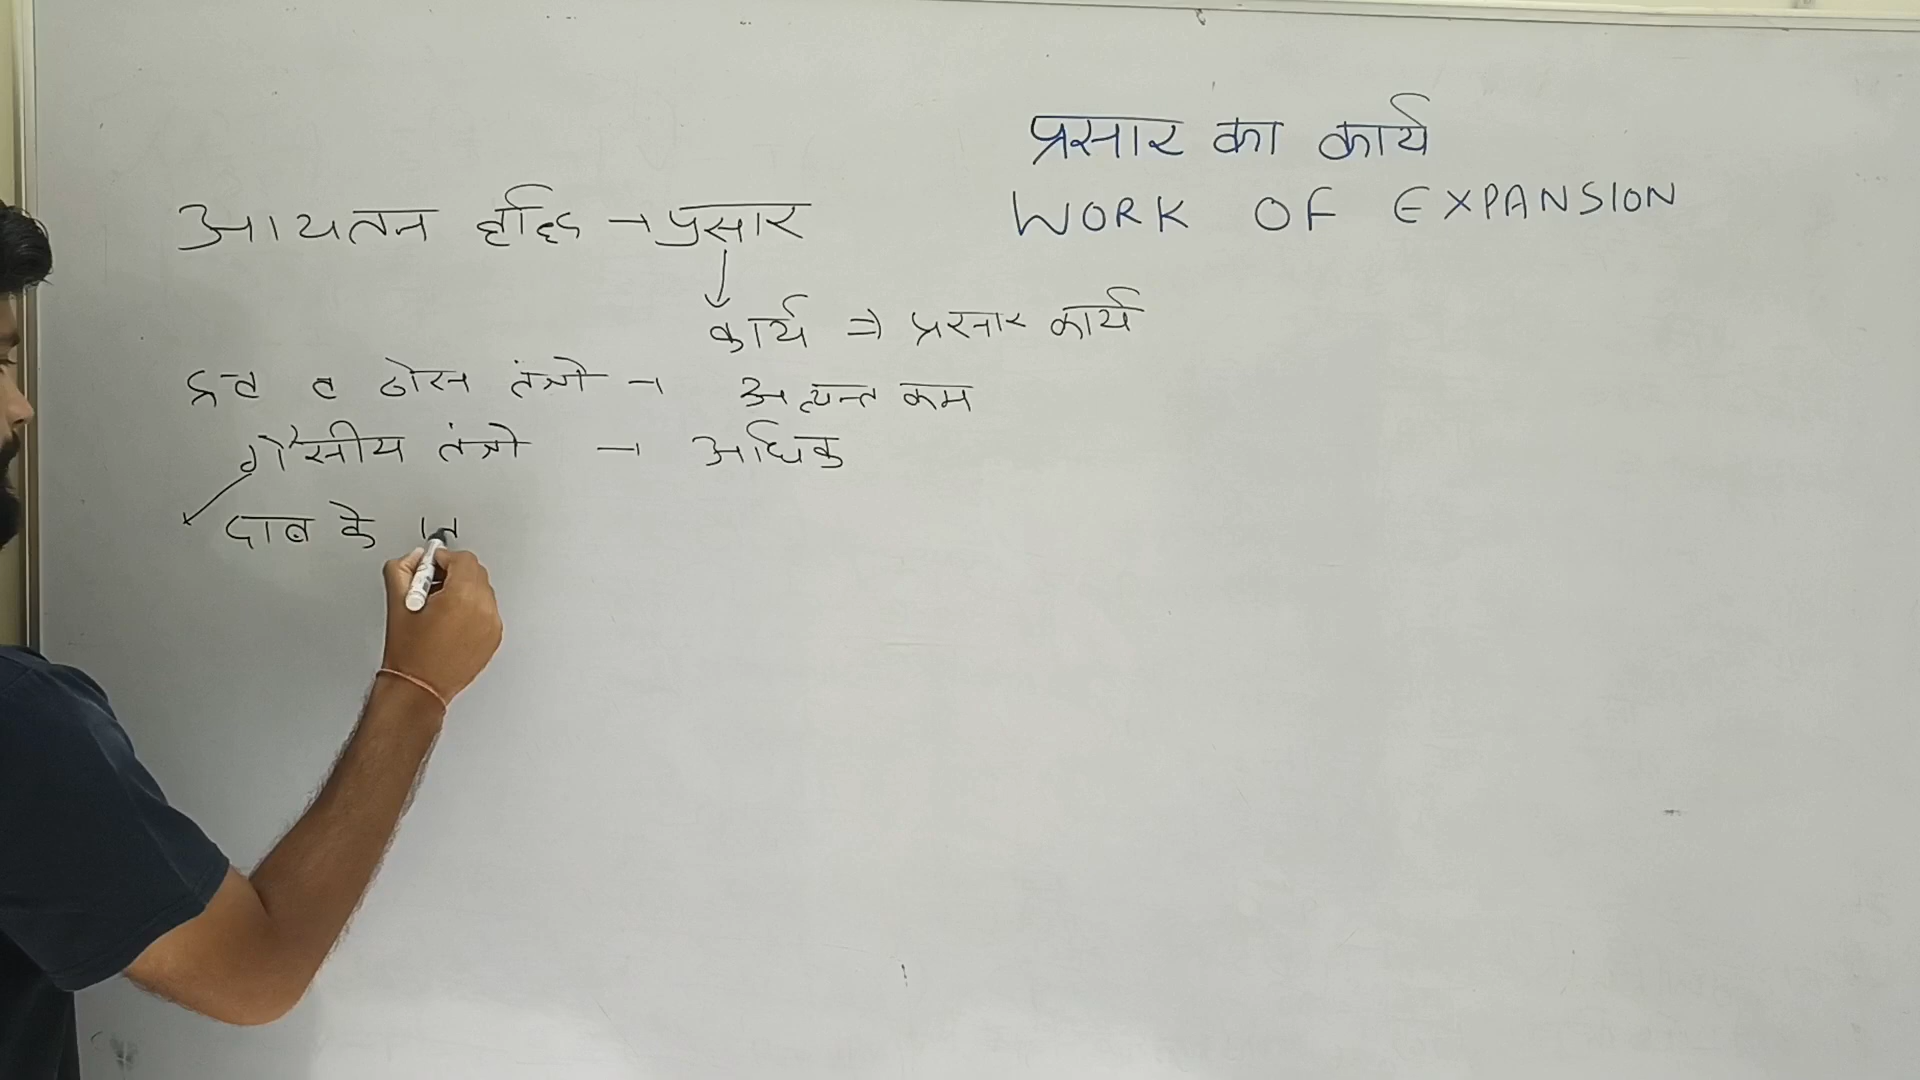 प्रसार का कार्य
WORK OF EXPANSION
आयतन वृद्धि → प्रसार
↓
कार्य ⇒ प्रसार कार्य
द्रव व ठोस तंत्रो → अत्यन्त कम
गैसीय तंत्रो → अधिक
दाब के